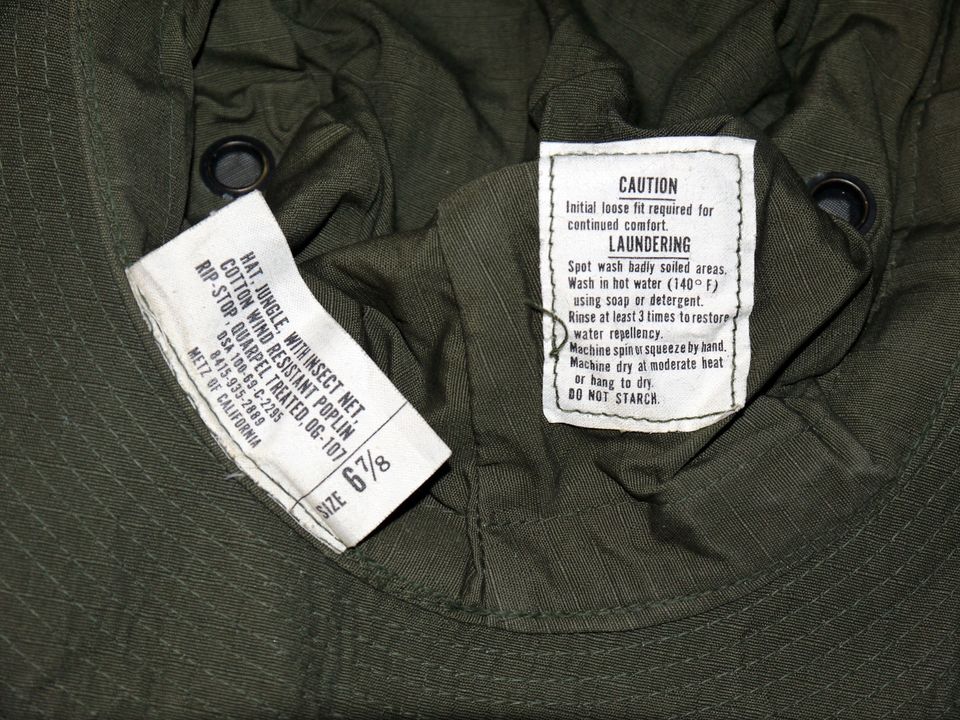 HAT, JUNGLE, WITH INSECT NET,
COTTON WIND RESISTANT POPLIN
RIP-STOP, QUARPEL TREATED, OG-107
DSA 100-69-C-2295
8415-935-2889
METZ OF CALIFORNIA
SIZE 6 7/8
CAUTION
Initial loose fit required for
continued comfort.
LAUNDERING
Spot wash badly soiled areas.
Wash in hot water (140° F)
using soap or detergent.
Rinse at least 3 times to restore
water repellency.
Machine spin or squeeze by hand.
Machine dry at moderate heat
or hang to dry.
DO NOT STARCH.